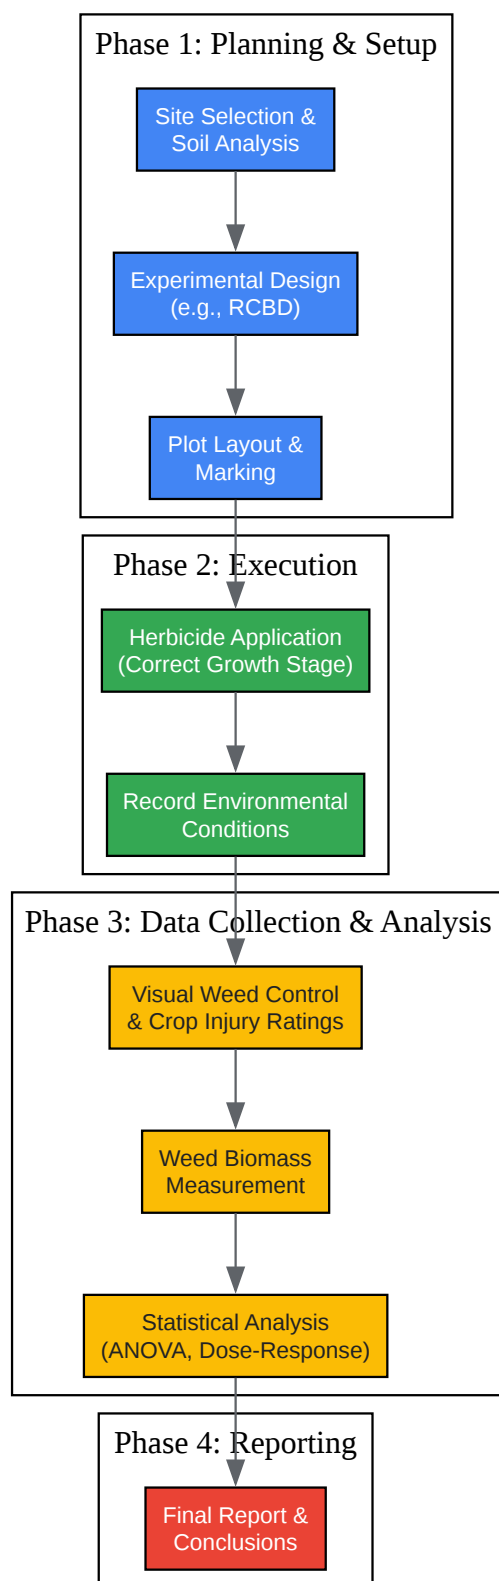 Phase 1: Planning & Setup
Site Selection &
Soil Analysis
Experimental Design
(e.g., RCBD)
Plot Layout &
Marking
Phase 2: Execution
Herbicide Application
(Correct Growth Stage)
Record Environmental
Conditions
Phase 3: Data Collection & Analysis
Visual Weed Control
& Crop Injury Ratings
Weed Biomass
Measurement
Statistical Analysis
(ANOVA, Dose-Response)
Phase 4: Reporting
Final Report &
Conclusions